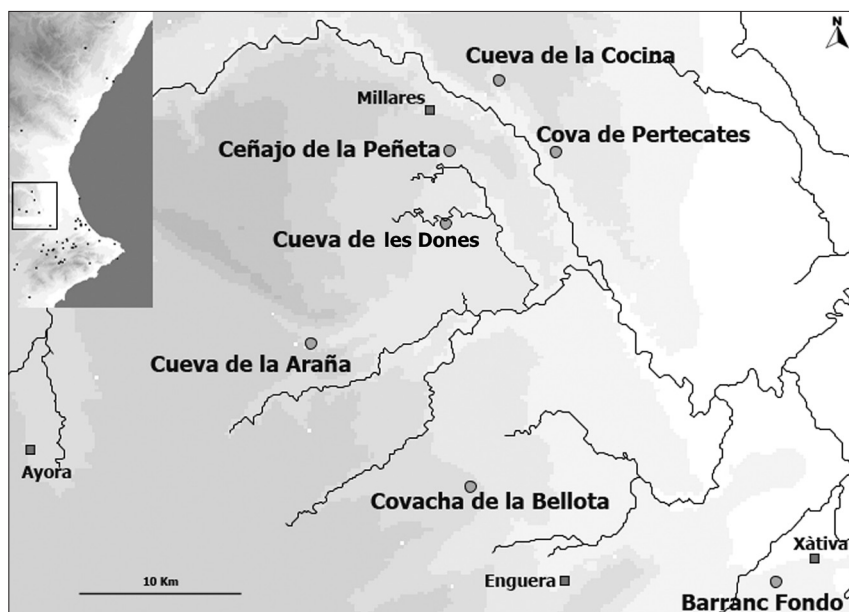 N
Cueva de la Cocina
Millares
Cova de Pertecates
Ceñajo de la Peñeta
Cueva de les Dones
Cueva de la Araña
Ayora
Covacha de la Bellota
Xàtiva
10 Km
Enguera
Barranc Fondo